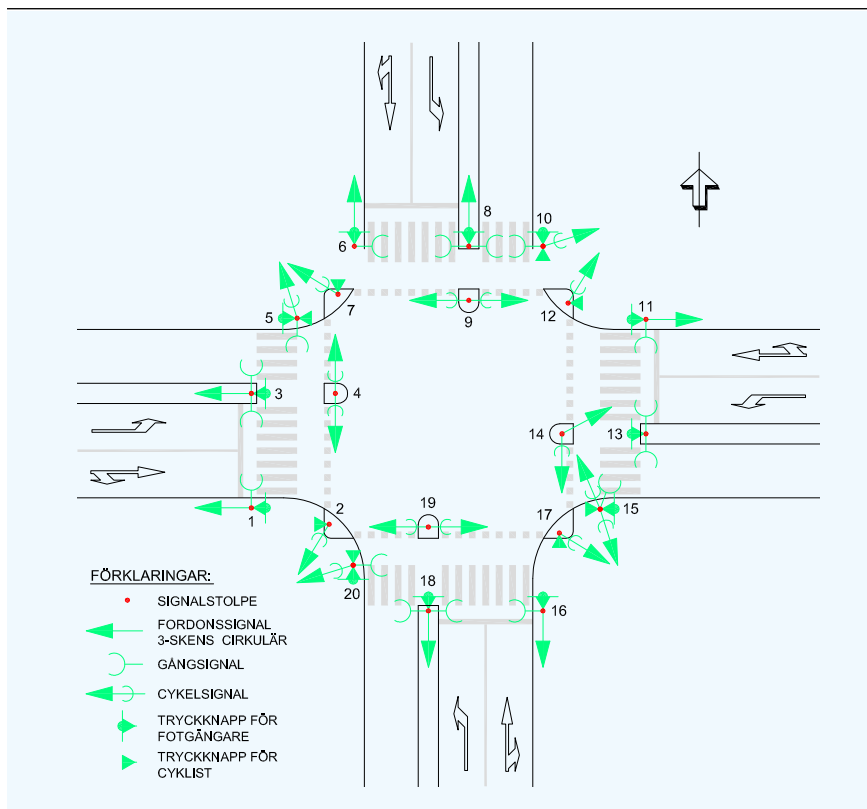 8
10
6
7
5
9
12
11
3
4
14
13
19
2
17
15
1
18
20
16
FÖRKLARINGAR:
SIGNALSTOLPE
FORDONSSIGNAL
3-SKENS CIRKULÄR
GÅNGSIGNAL
CYKELSIGNAL
TRYCKKNAPP FÖR
FOTGÄNGARE
TRYCKKNAPP FÖR
CYKLIST